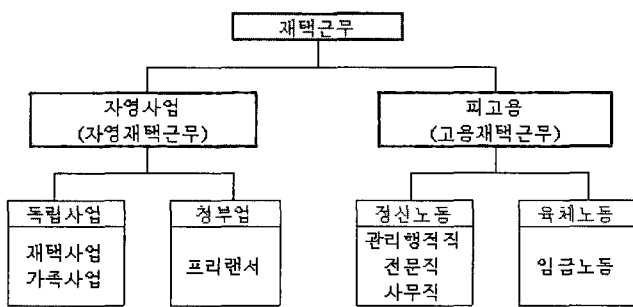 재택근무
자영사업
(자영재택근무)
피고용
(고용재택근무)
독립사업
재택사업
가족사업
청부업
프리랜서
정신노동
관리행적직
전문직
사무직
육체노동
임금노동